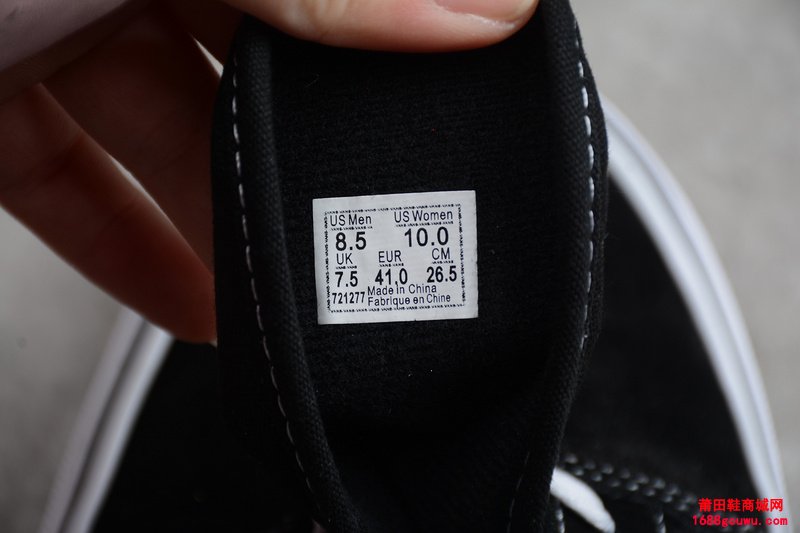 US Men US Women
8.5 10.0
UK EUR CM
7.5 41,0 26.5
721277 Made in China
Fabrique en Chine
莆田鞋商城网
1688gouwu.com